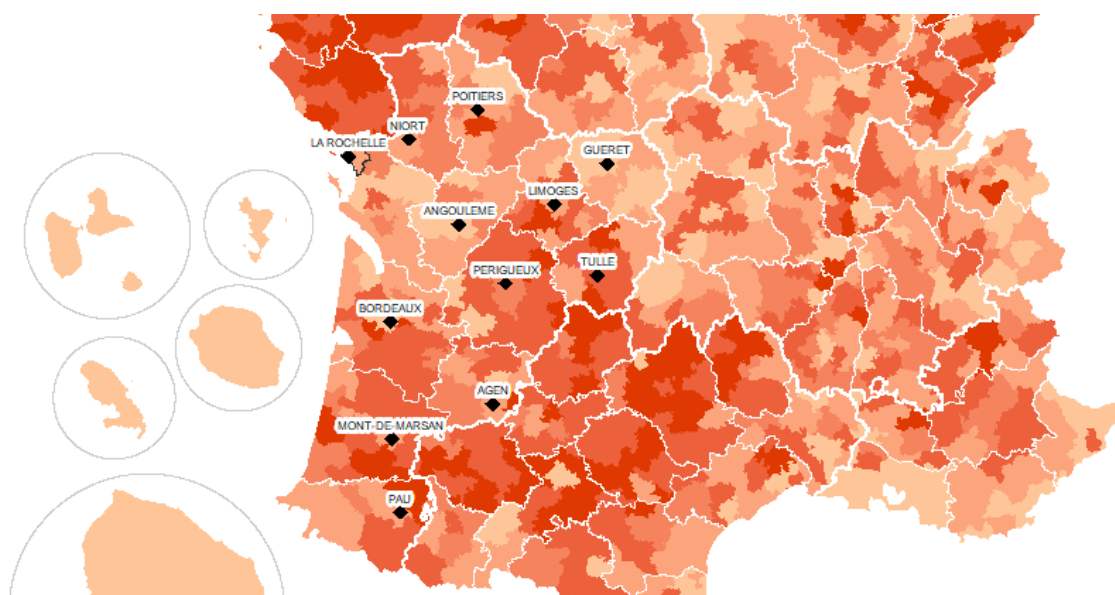 POITIERS
NIORT
LA ROCHELLE
GUERET
LIMOGES
ANGOULEME
TULLE
PERIGUEUX
BORDEAUX
AGEN
MONT-DE-MARSAN
PAU